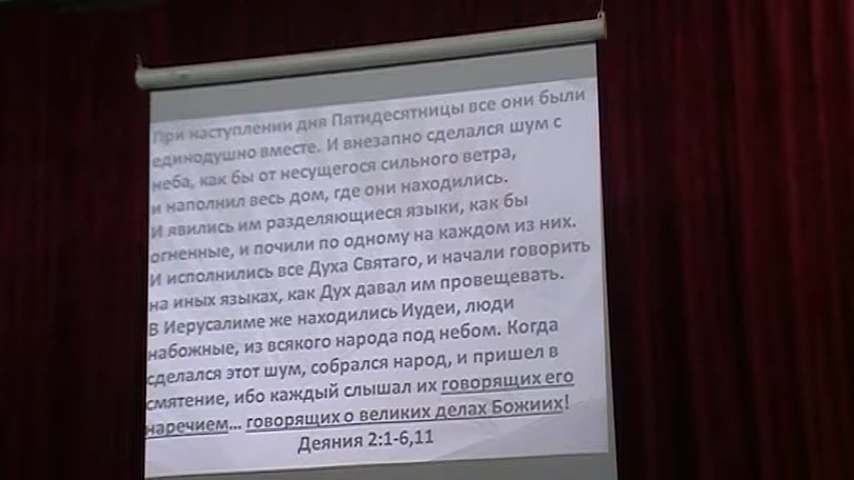 При наступлении дня Пятидесятницы все они были
единодушно вместе. И внезапно сделался шум с
неба, как бы от несущегося сильного ветра,
и наполнил весь дом, где они находились.
И явились им разделяющиеся языки, как бы
огненные, и почили по одному на каждом из них.
И исполнились все Духа Святаго, и начали говорить
на иных языках, как Дух давал им провещевать.
В Иерусалиме же находились Иудеи, люди
набожные, из всякого народа под небом. Когда
сделался этот шум, собрался народ, и пришел в
смятение, ибо каждый слышал их говорящих его
наречием... говорящих о великих делах Божиих!
Деяния 2:1-6,11